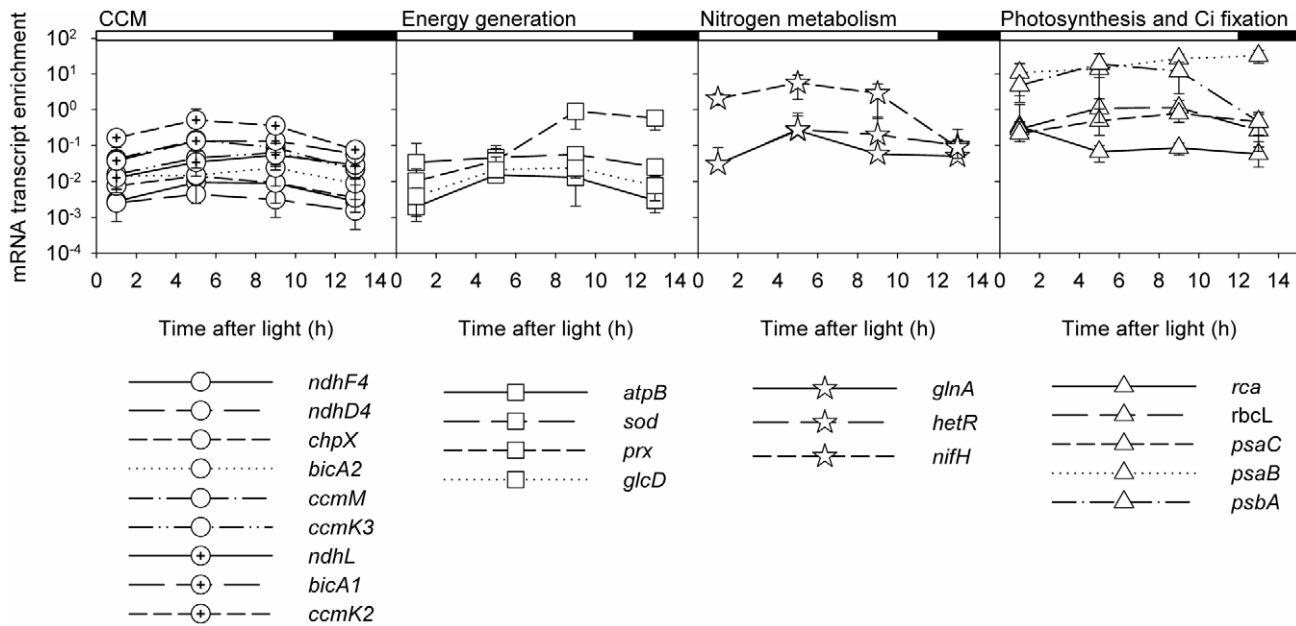 CCM Energy generation Nitrogen metabolism Photosynthesis and Ci fixation
mRNA transcript enrichment
10²
10¹
10⁰
10⁻¹
10⁻²
10⁻³
10⁻⁴
0 2 4 6 8 10 12 14 0 2 4 6 8 10 12 14 0 2 4 6 8 10 12 14 0 2 4 6 8 10 12 14
Time after light (h) Time after light (h) Time after light (h) Time after light (h)
ndhF4
ndhD4
chpX
bicA2
ccmM
ccmK3
ndhL
bicA1
ccmK2
atpB
sod
prx
glcD
glnA
hetR
nifH
rca
rbcL
psaC
psaB
psbA